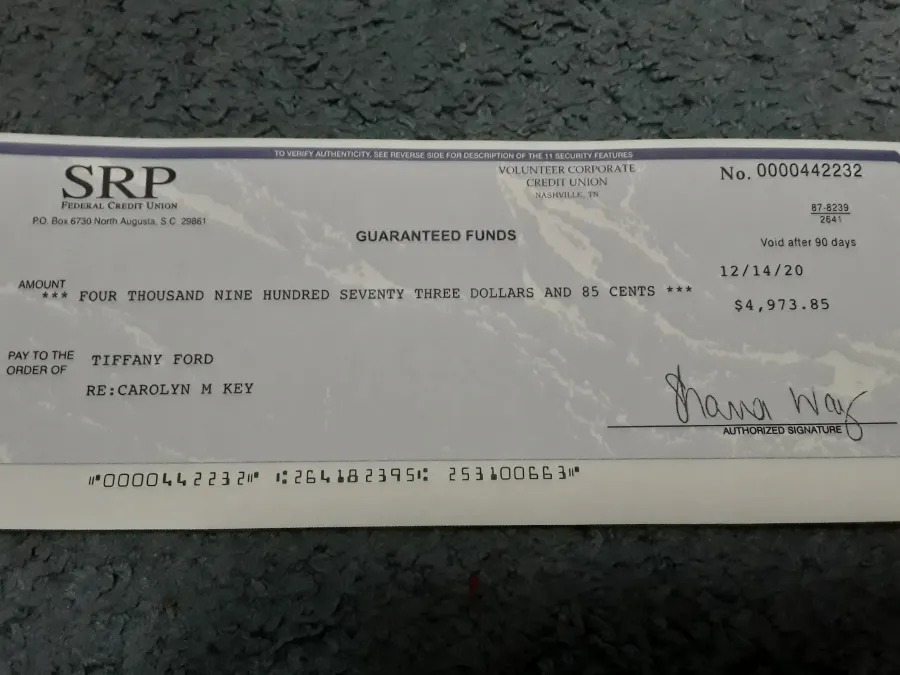 TO VERIFY AUTHENTICITY, SEE REVERSE SIDE FOR DESCRIPTION OF THE 11 SECURITY FEATURES
SRP
FEDERAL CREDIT UNION
P.O. Box 6730 North Augusta, S.C. 29861
VOLUNTEER CORPORATE
CREDIT UNION
NASHVILLE, TN
No. 0000442232
87-8239
2641
GUARANTEED FUNDS
Void after 90 days
12/14/20
AMOUNT
*** FOUR THOUSAND NINE HUNDRED SEVENTY THREE DOLLARS AND 85 CENTS ***
$4,973.85
PAY TO THE
ORDER OF
TIFFANY FORD
RE:CAROLYN M KEY
Shana Way
AUTHORIZED SIGNATURE
⑈0000442232⑈ ⑆264182395⑆ 253100663⑈